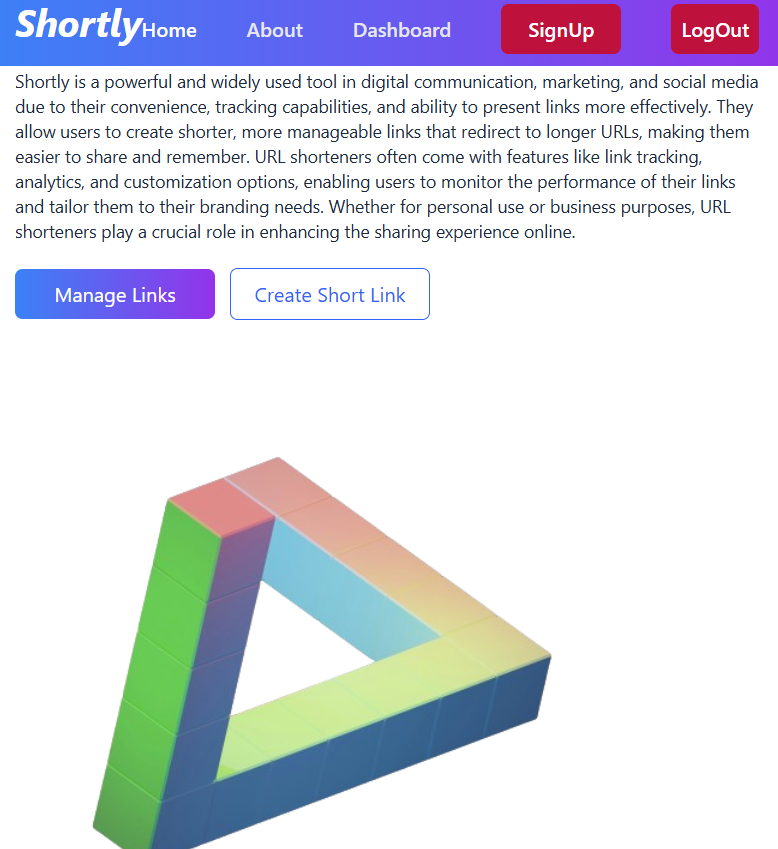 Shortly Home About Dashboard SignUp LogOut
Shortly is a powerful and widely used tool in digital communication, marketing, and social media
due to their convenience, tracking capabilities, and ability to present links more effectively. They
allow users to create shorter, more manageable links that redirect to longer URLs, making them
easier to share and remember. URL shorteners often come with features like link tracking,
analytics, and customization options, enabling users to monitor the performance of their links
and tailor them to their branding needs. Whether for personal use or business purposes, URL
shorteners play a crucial role in enhancing the sharing experience online.
Manage Links Create Short Link